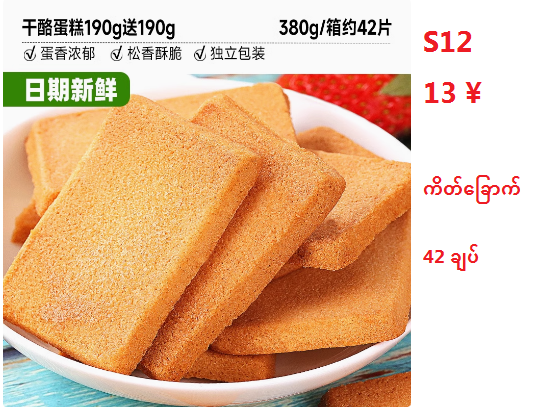 干酪蛋糕190g送190g 380g/箱约42片
蛋香浓郁 松香酥脆 独立包装
日期新鲜
S12
13 ¥
ကိတ်ခြောက်
42 ချပ်